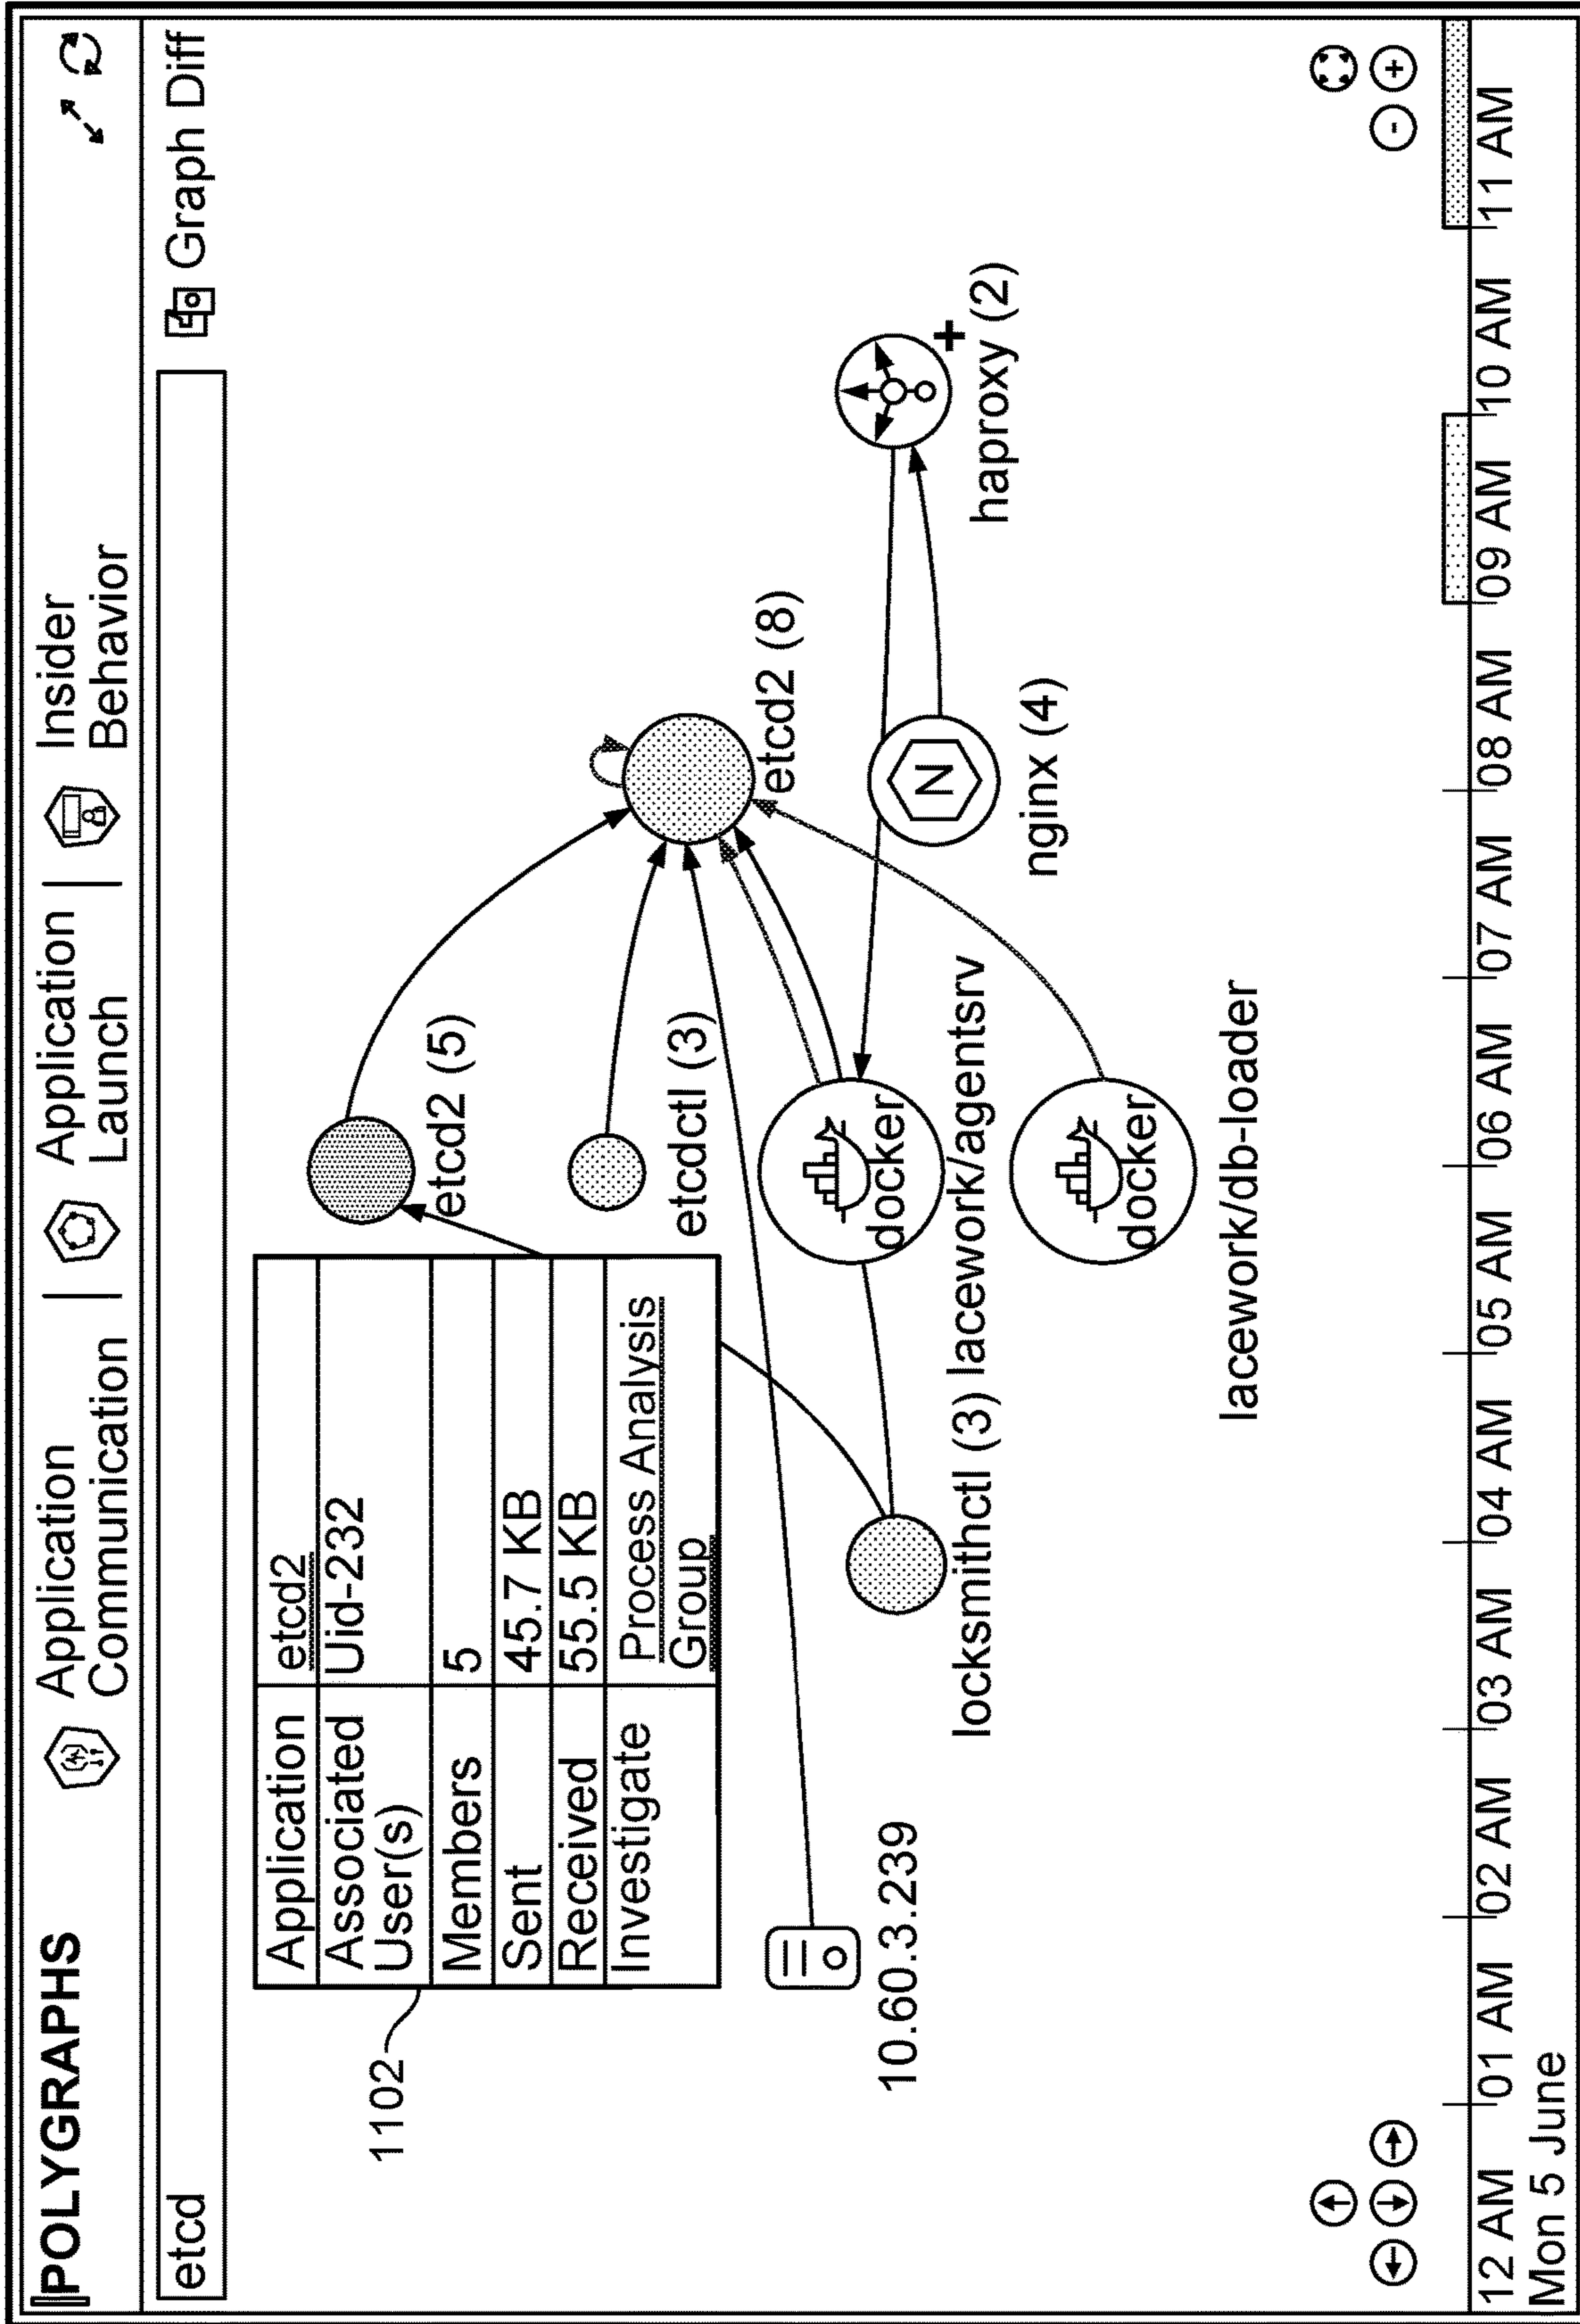 POLYGRAPHS
Application
Communication
Application
Launch
Insider
Behavior
etcd
Graph Diff
Application etcd2
Associated Uid-232
User(s)
Members 5
Sent 45.7 KB
Received 55.5 KB
Investigate Process Analysis
Group
1102
etcd2 (5)
etcdctl (3)
etcd2 (8)
10.60.3.239
docker
locksmithctl (3) lacework/agentsrv
N
nginx (4)
haproxy (2)
docker
lacework/db-loader
12 AM 01 AM 02 AM 03 AM 04 AM 05 AM 06 AM 07 AM 08 AM 09 AM 10 AM 11 AM
Mon 5 June